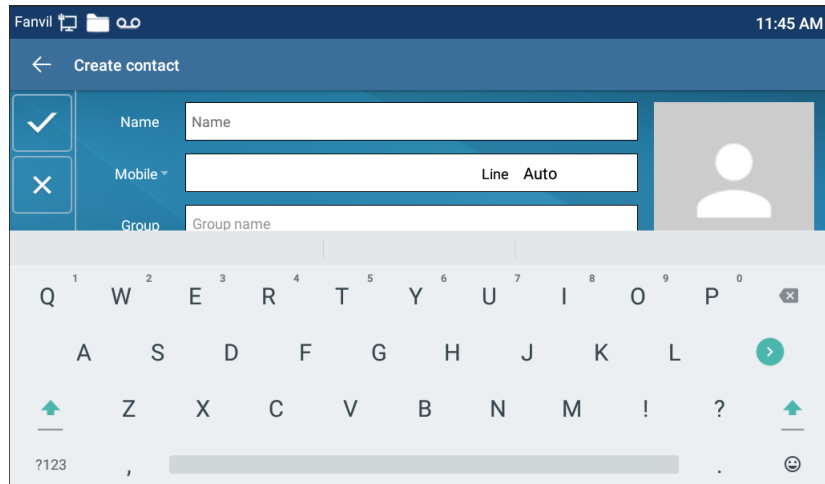 Fanvil 11:45 AM
Create contact
Name Name
Mobile Line Auto
Group Group name
1 2 3 4 5 6 7 8 9 0
Q W E R T Y U I O P
A S D F G H J K L
Z X C V B N M ! ?
?123 , .